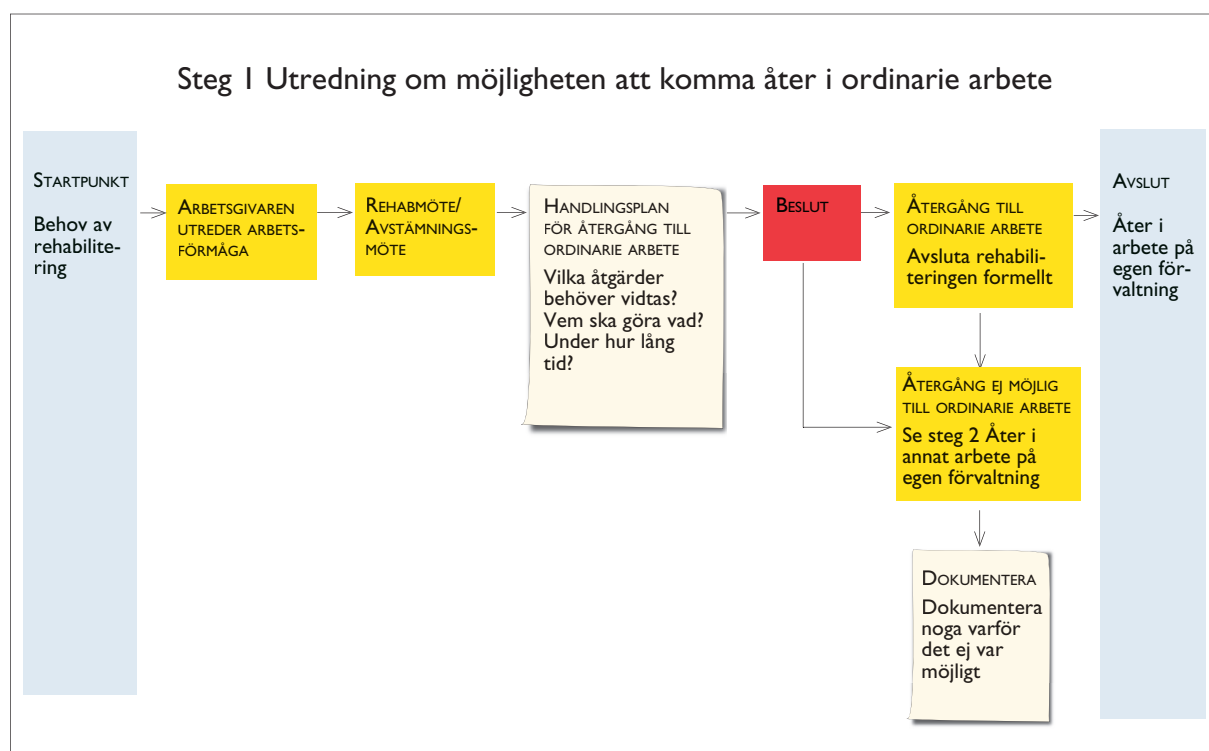 Steg 1 Utredning om möjligheten att komma åter i ordinarie arbete
STARTPUNKT
Behov av
rehabilite-
ring
ARBETSGIVAREN
UTREDER ARBETS-
FÖRMÅGA
REHABMÖTE/
AVSTÄMNINGS-
MÖTE
HANDLINGSPLAN
FÖR ÅTERGÅNG TILL
ORDINARIE ARBETE
Vilka åtgärder
behöver vidtas?
Vem ska göra vad?
Under hur lång
tid?
BESLUT
ÅTERGÅNG TILL
ORDINARIE ARBETE
Avsluta rehabili-
teringen formellt
AVSLUT
Åter i
arbete på
egen för-
valtning
ÅTERGÅNG EJ MÖJLIG
TILL ORDINARIE ARBETE
Se steg 2 Åter i
annat arbete på
egen förvaltning
DOKUMENTERA
Dokumentera
noga varför
det ej var
möjligt